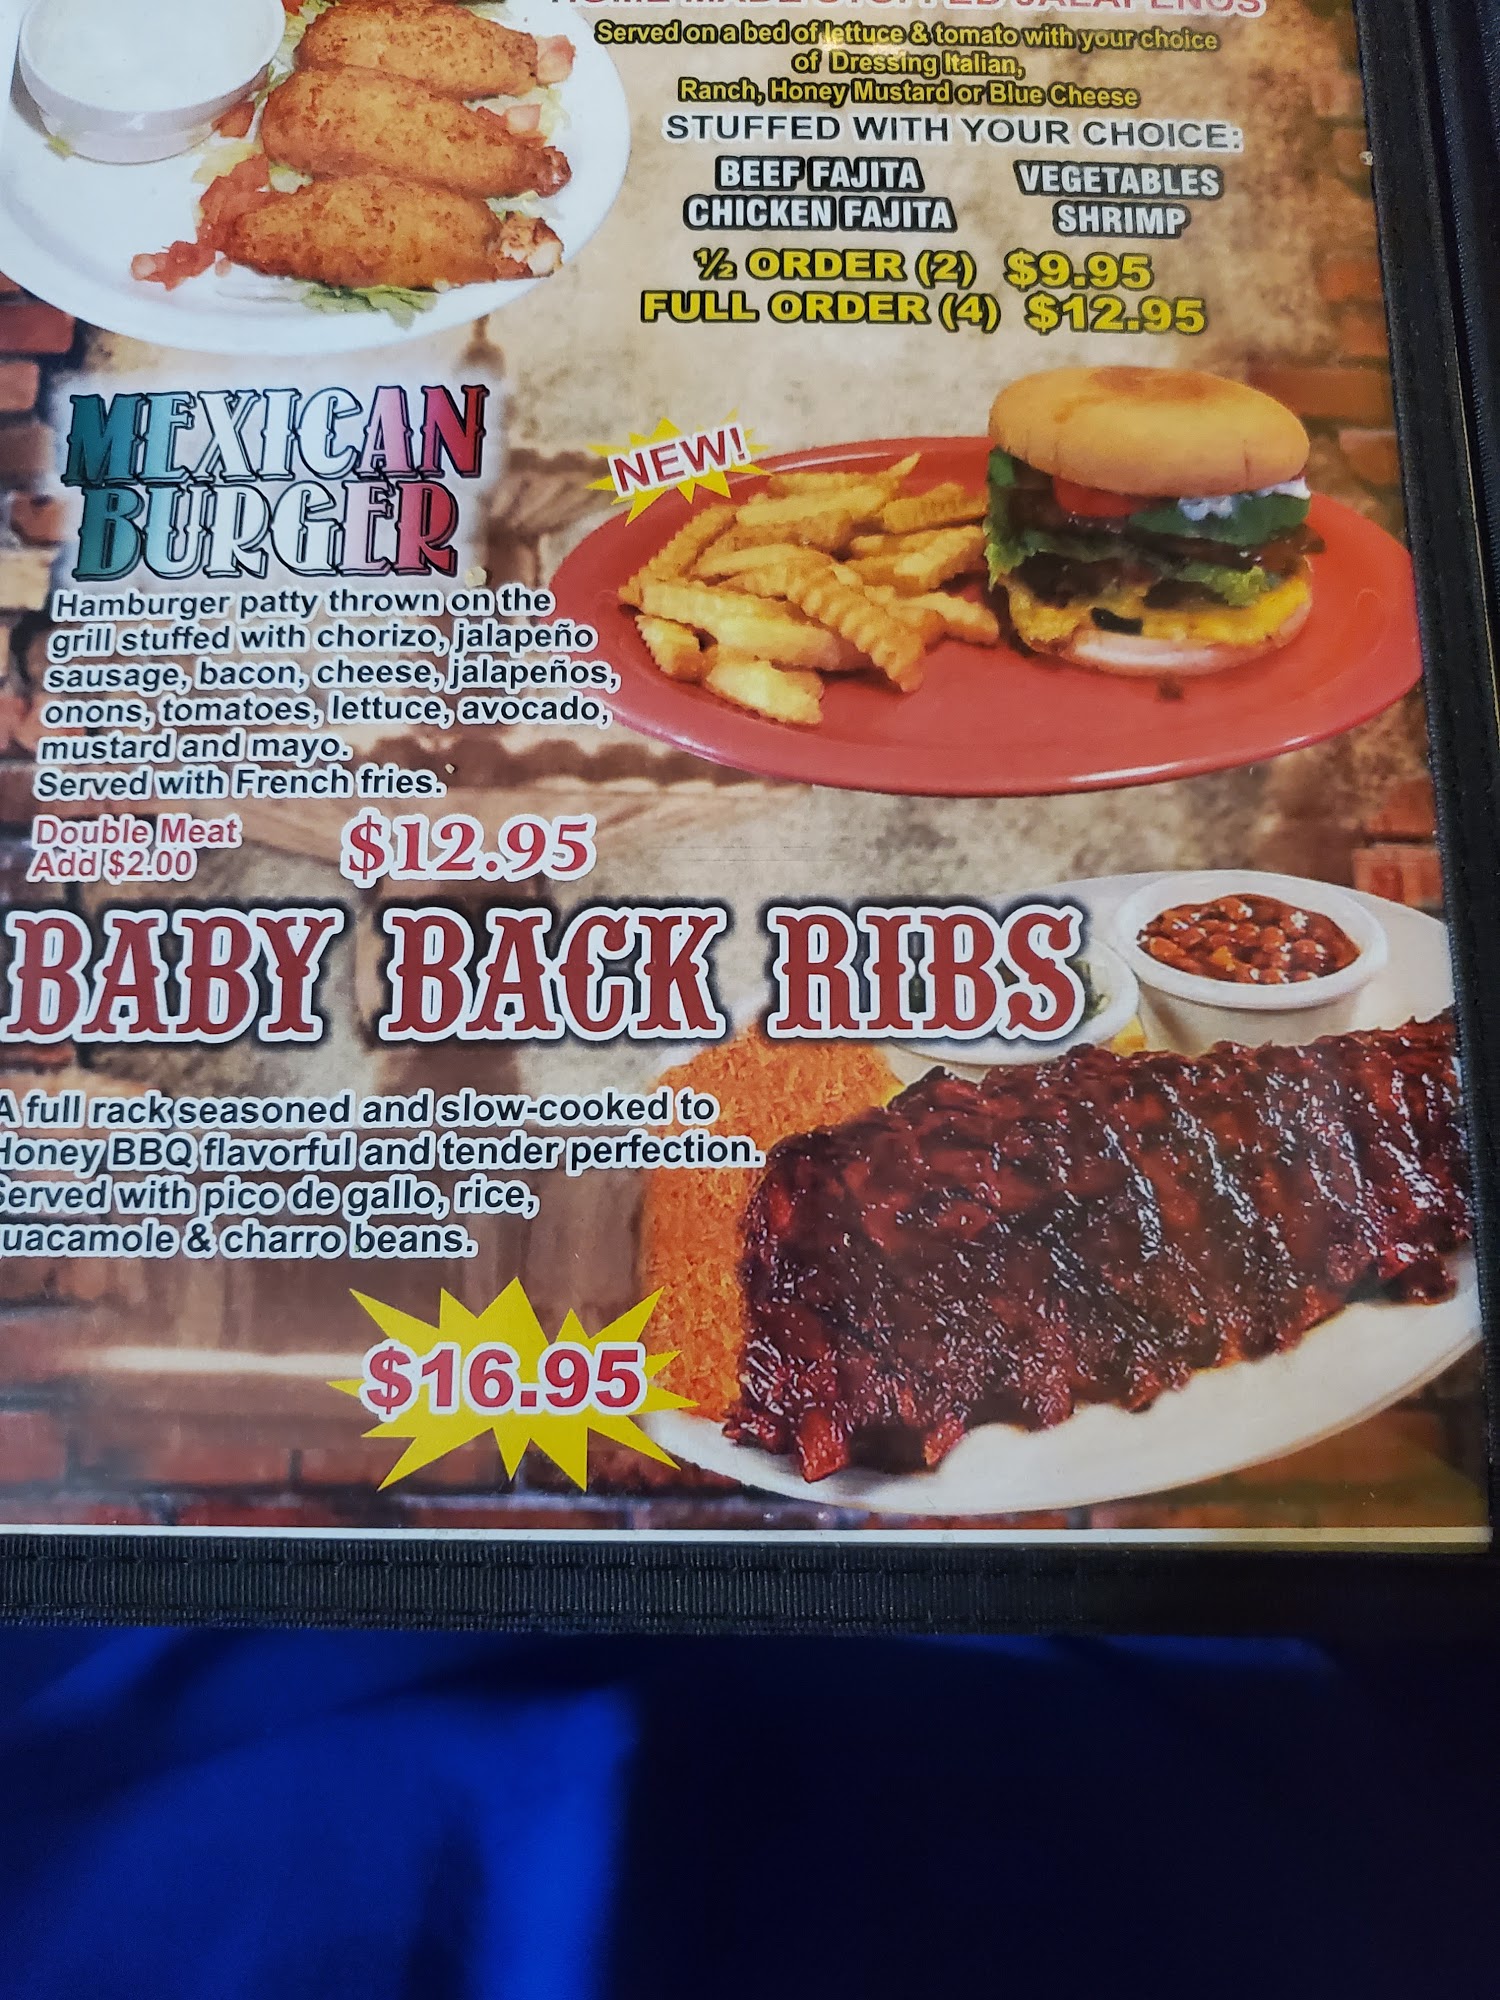 HOME MADE STUFFED JALAPEÑOS
Served on a bed of lettuce & tomato with your choice
of Dressing Italian,
Ranch, Honey Mustard or Blue Cheese
STUFFED WITH YOUR CHOICE:
BEEF FAJITA VEGETABLES
CHICKEN FAJITA SHRIMP
½ ORDER (2) $9.95
FULL ORDER (4) $12.95
MEXICAN
BURGER
NEW!
Hamburger patty thrown on the
grill stuffed with chorizo, jalapeño
sausage, bacon, cheese, jalapeños,
onons, tomatoes, lettuce, avocado,
mustard and mayo.
Served with French fries.
Double Meat
Add $2.00
$12.95
BABY BACK RIBS
A full rack seasoned and slow-cooked to
Honey BBQ flavorful and tender perfection.
Served with pico de gallo, rice,
uacamole & charro beans.
$16.95